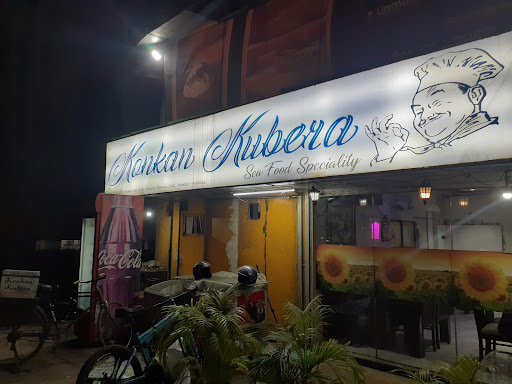 Konkan Kubera
Sea Food Speciality
Coca-Cola